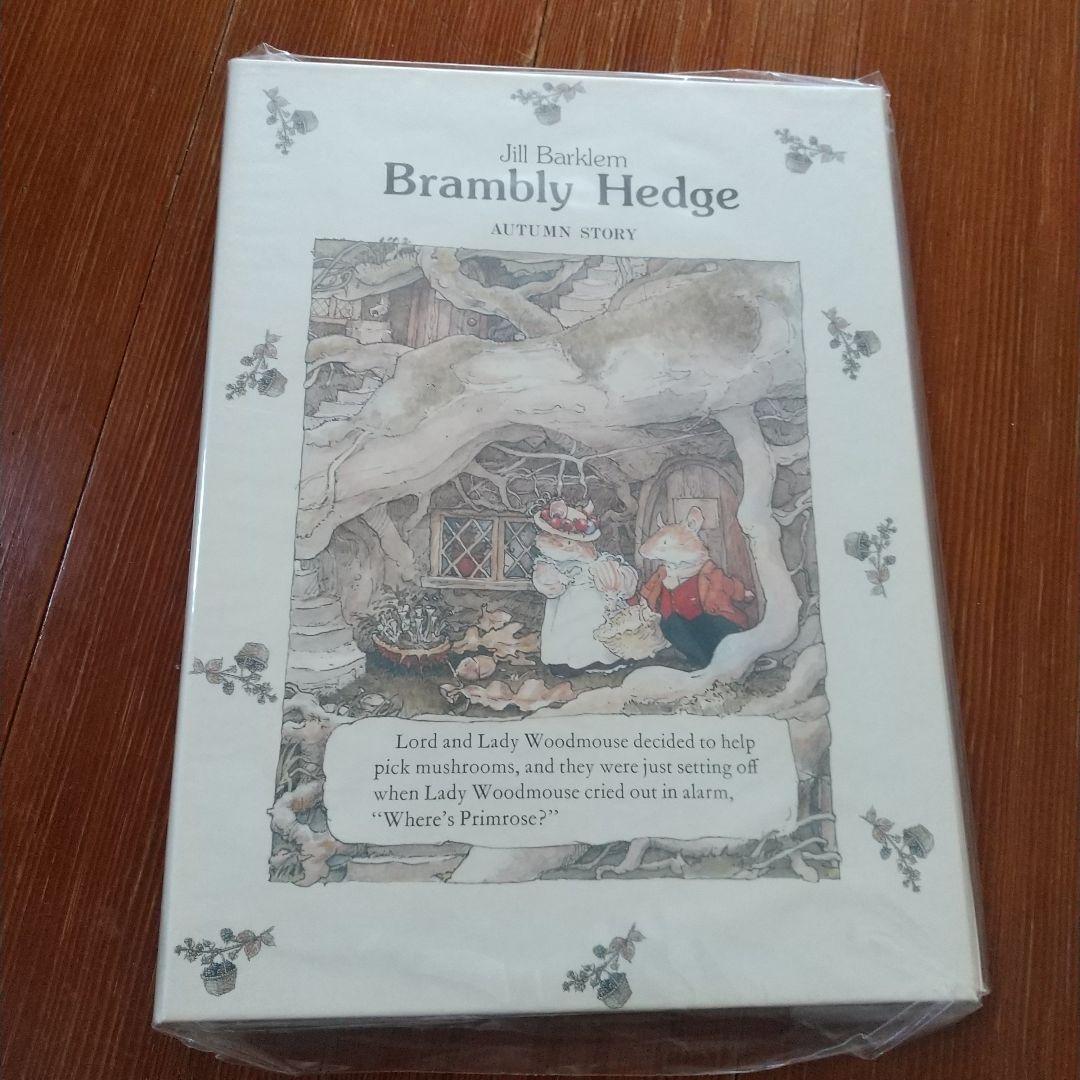 Jill Barklem
Brambly Hedge
AUTUMN STORY
Lord and Lady Woodmouse decided to help
pick mushrooms, and they were just setting off
when Lady Woodmouse cried out in alarm,
“Where’s Primrose?”